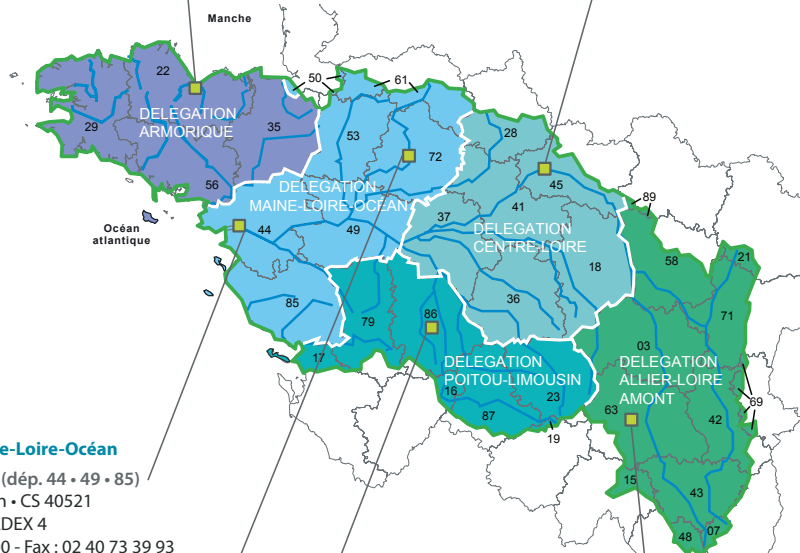 Manche
22
50
61
DELEGATION
ARMORIQUE
29
35
53
28
72
56
DELEGATION
MAINE-LOIRE-OCÉAN
45
89
41
37
Océan
atlantique
44
49
DELEGATION
CENTRE-LOIRE
21
58
18
85
36
79
86
71
17
03
DELEGATION
POITOU-LIMOUSIN
DELEGATION
ALLIER-LOIRE
AMONT
16
23
69
87
63
42
19
e-Loire-Océan
(dép. 44 • 49 • 85)
15
n • CS 40521
43
DEX 4
48
07
0 - Fax : 02 40 73 39 93